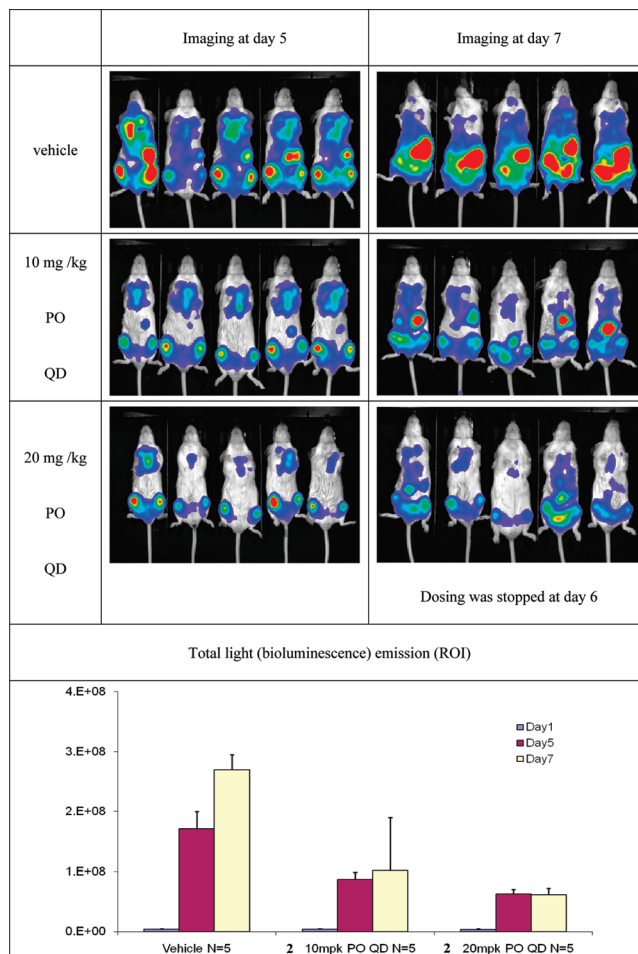 Imaging at day 5
Imaging at day 7
vehicle
10 mg /kg
PO
QD
20 mg /kg
PO
QD
Dosing was stopped at day 6
Total light (bioluminescence) emission (ROI)
4.E+08
3.E+08
2.E+08
1.E+08
0.E+00
Day1
Day5
Day7
Vehicle N=5
2 10mpk PO QD N=5
2 20mpk PO QD N=5